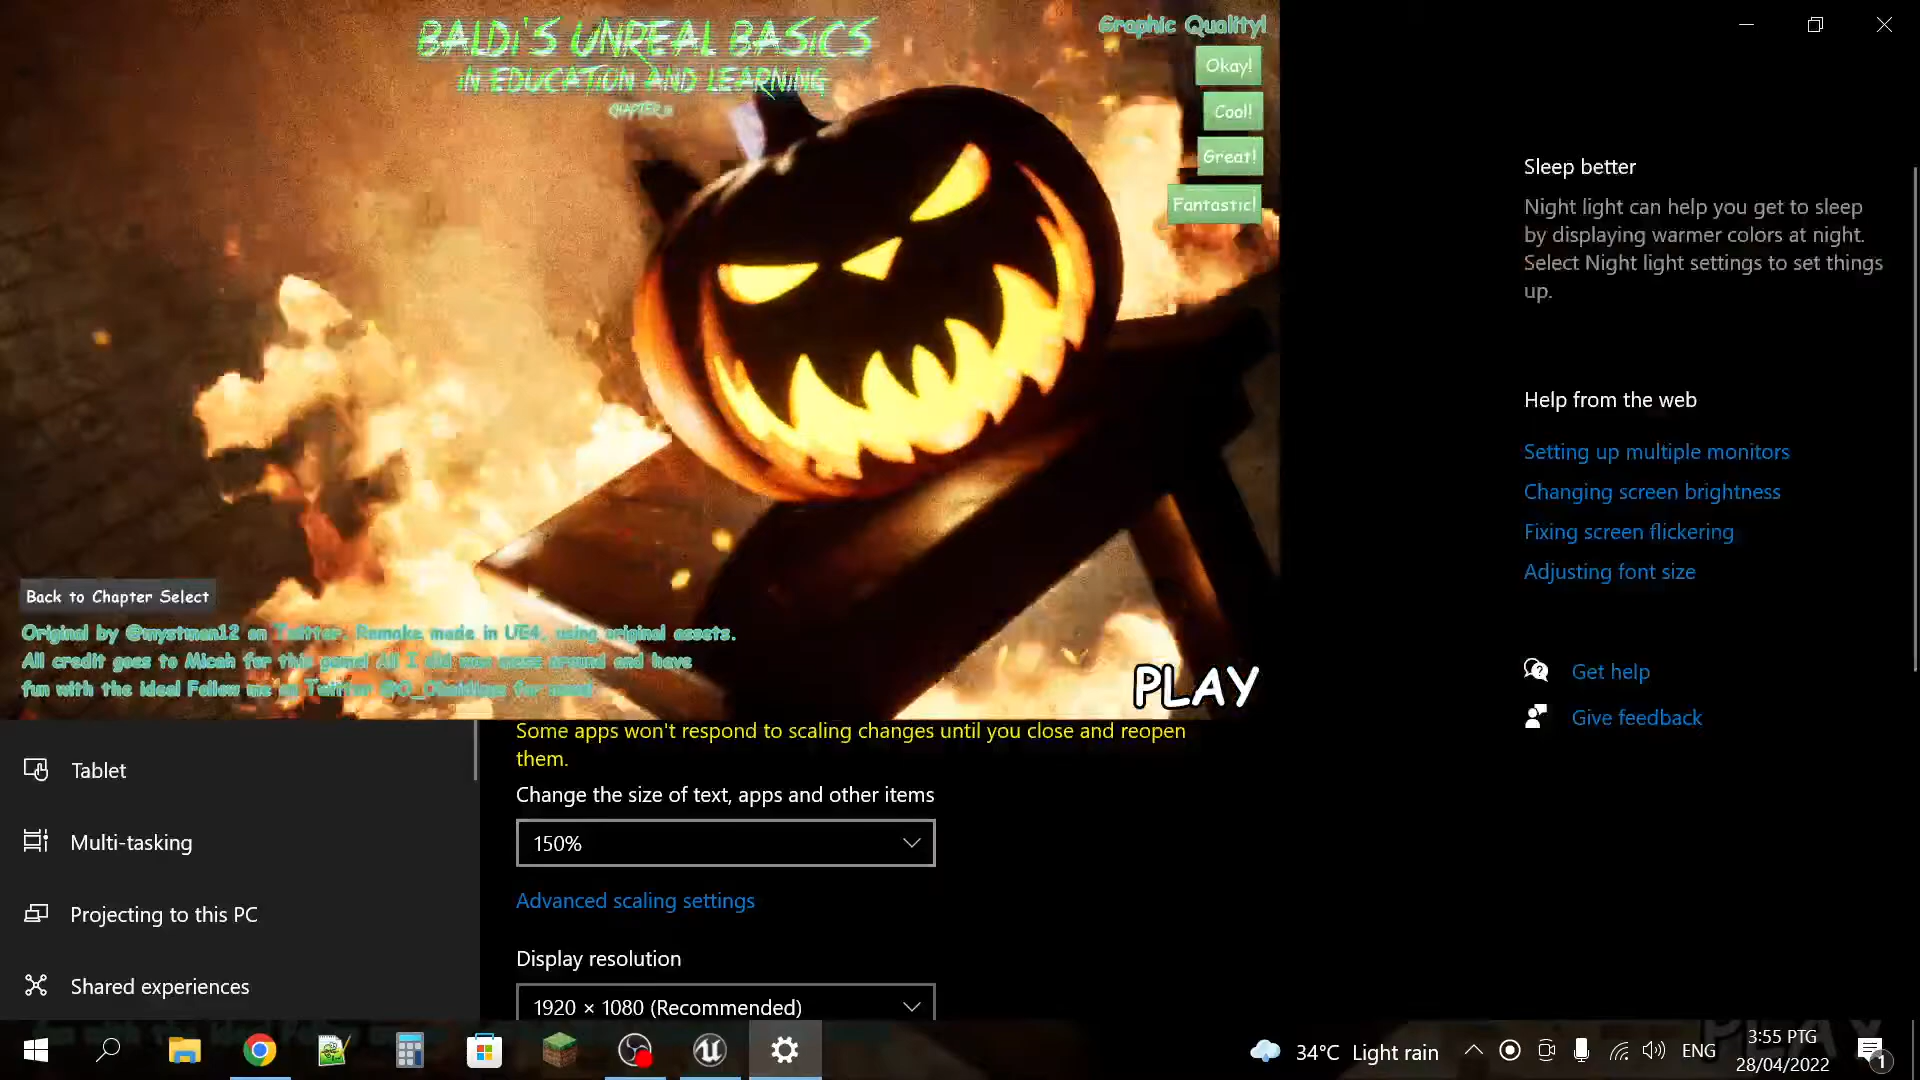 BALDI'S UNREAL BASICS
IN EDUCATION AND LEARNING
Graphic Quality!
Okay!
Cool!
Great!
Fantastic!
Back to Chapter Select
Original by @mystman12 on Twitter. Remake made in UE4, using original assets.
All credit goes to Micah for this game! All I did was mess around and have
fun with the idea! Follow me on Twitter
PLAY
Sleep better
Night light can help you get to sleep
by displaying warmer colors at night.
Select Night light settings to set things
up.
Help from the web
Setting up multiple monitors
Changing screen brightness
Fixing screen flickering
Adjusting font size
Get help
Give feedback
Tablet
Multi-tasking
Projecting to this PC
Shared experiences
Some apps won't respond to scaling changes until you close and reopen
them.
Change the size of text, apps and other items
150%
Advanced scaling settings
Display resolution
1920 × 1080 (Recommended)
34°C Light rain
ENG
3:55 PTG
28/04/2022
1